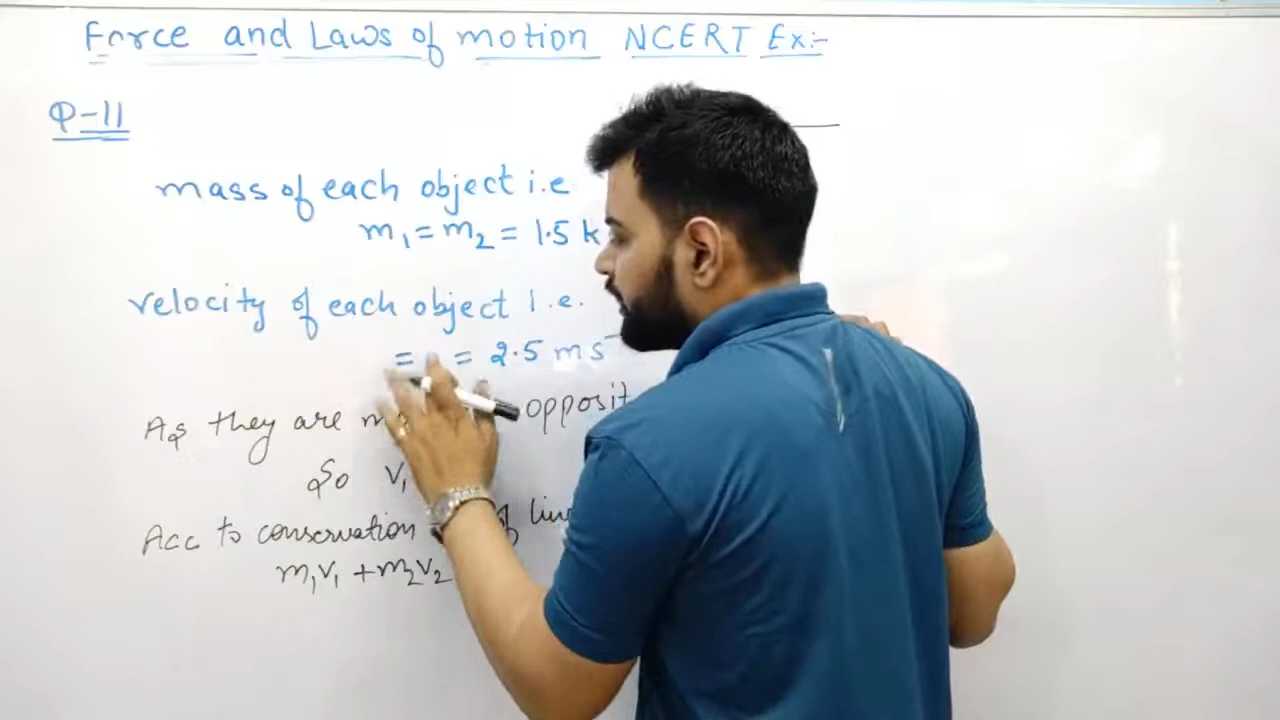 Force and Laws of motion NCERT Ex:-
Q-11
mass of each object i.e
m₁ = m₂ = 1.5 k
velocity of each object i.e.
= = 2.5 ms⁻
As they are opposit
So v₁
Acc to conservation of
m₁v₁ + m₂v₂